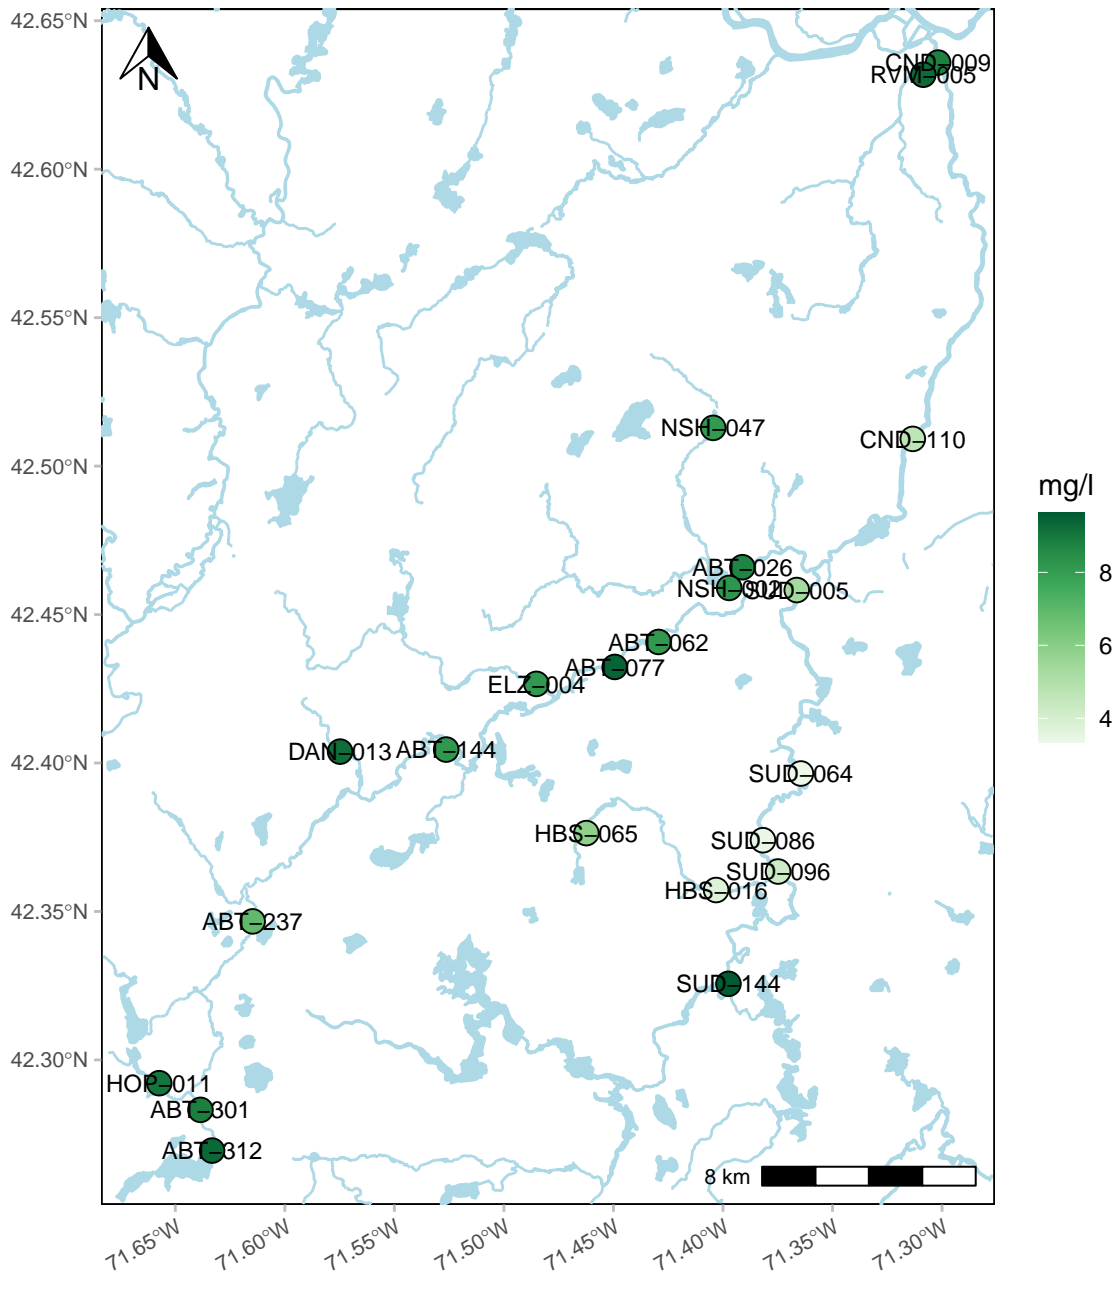 42.65°N
N
CND-009
RVM-005
42.60°N
42.55°N
NSH-047
CND-110
42.50°N
mg/l
ABT-026
8
NSH-002
SUD-005
42.45°N
ABT-062
6
ABT-077
ELZ-004
4
DAN-013
ABT-144
42.40°N
SUD-064
HBS-065
SUD-086
SUD-096
HBS-016
42.35°N
ABT-237
SUD-144
42.30°N
HOP-011
ABT-301
ABT-312
8 km
71.65°W
71.60°W
71.55°W
71.50°W
71.45°W
71.40°W
71.35°W
71.30°W